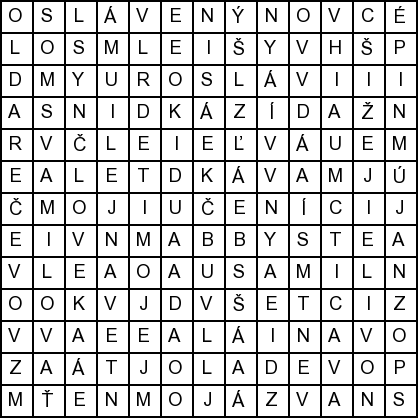 O S L Á V E N Ý N O V C É
L O S M L E I Š Y V H Š P
D M Y U R O S L Á V I I I
A S N I D K Á Z Í D A Ž N
R V Č L E I E Ľ V Á U E M
E A L E T D K Á V A M J Ú
Č M O J I U Č E N Í C I J
E I V N M A B B Y S T E A
V L E A O A U S A M I L N
O O K V J D V Š E T C I Z
V V A E E A L Á I N A V O
Z A Á T J O L A D E V O P
M Ť E N M O J Á Z V A N S